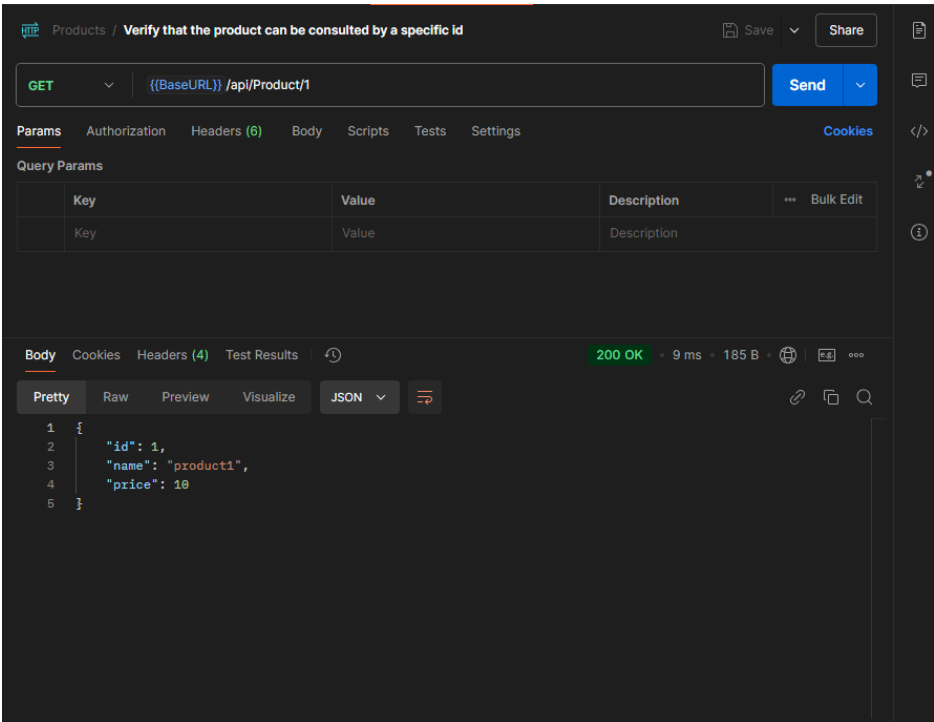 HTTP Products / Verify that the product can be consulted by a specific id Save Share
GET {{BaseURL}} /api/Product/1 Send
Params Authorization Headers (6) Body Scripts Tests Settings Cookies
Query Params
Key Value Description Bulk Edit
Key Value Description
Body Cookies Headers (4) Test Results 200 OK 9 ms 185 B e.g.
Pretty Raw Preview Visualize JSON
1 {
2 "id": 1,
3 "name": "product1",
4 "price": 10
5 }